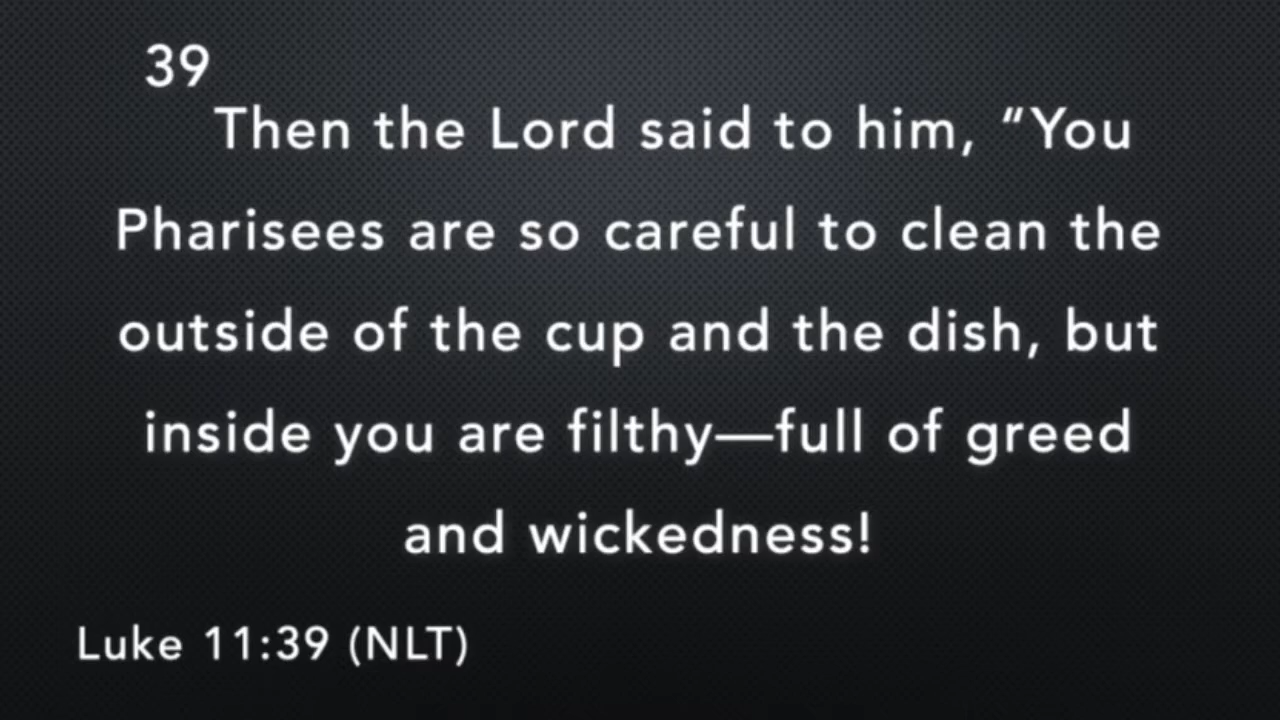 39
Then the Lord said to him, “You
Pharisees are so careful to clean the
outside of the cup and the dish, but
inside you are filthy—full of greed
and wickedness!
Luke 11:39 (NLT)